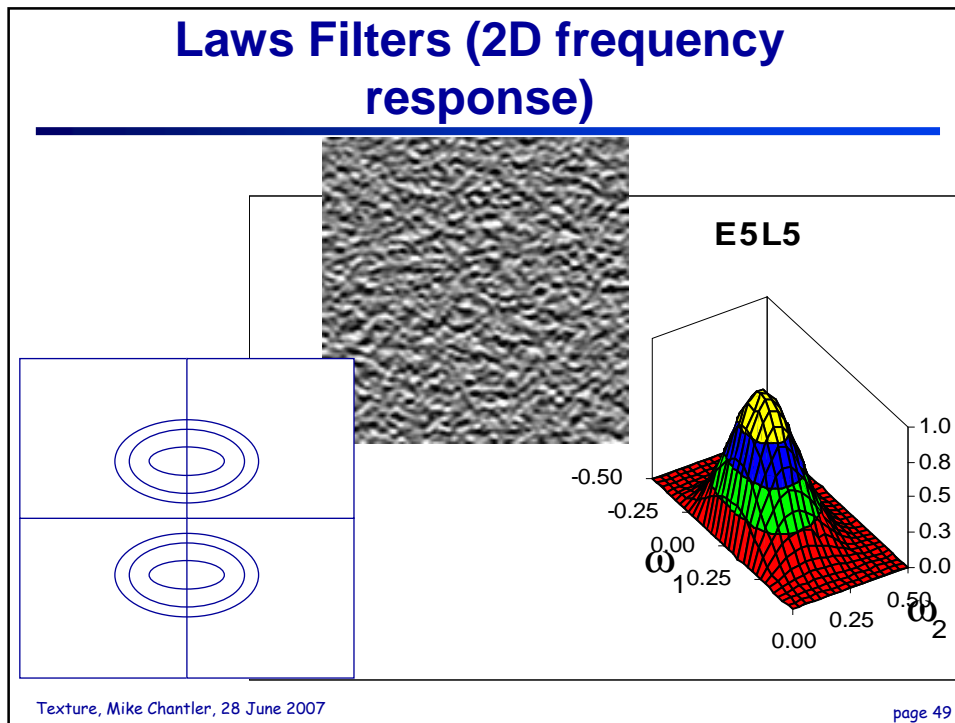 Laws Filters (2D frequency
response)
E5L5
1.0
0.8
0.5
0.3
0.0
-0.50
-0.25
0.00
0.25
ω1
0.00
0.25
0.50
ω2
Texture, Mike Chantler, 28 June 2007
page 49